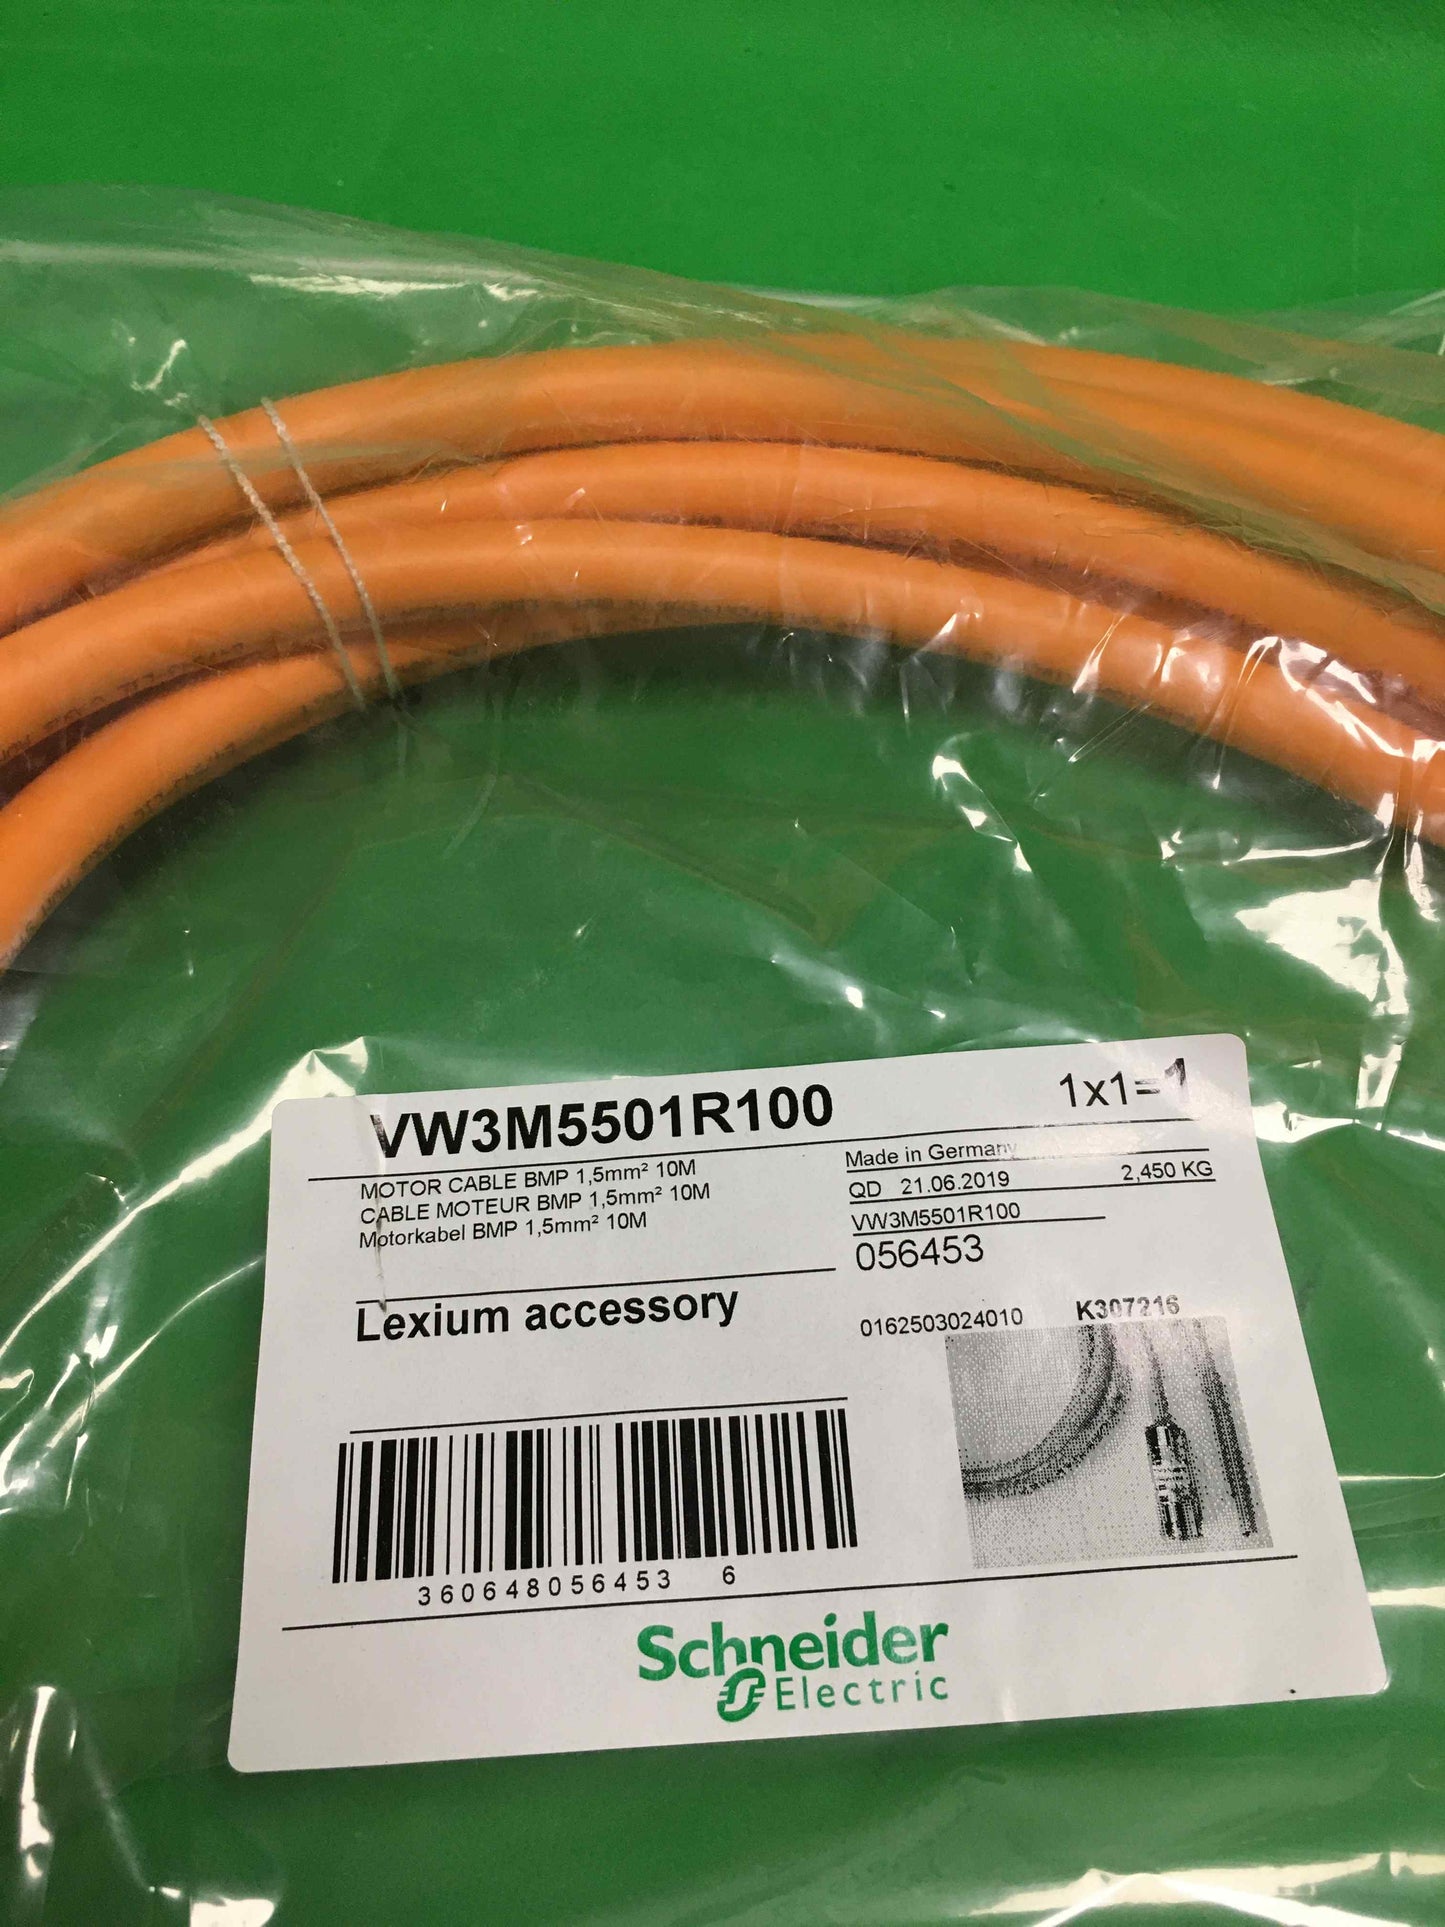 VW3M5501R100
1x1=1
MOTOR CABLE BMP 1,5mm² 10M
CABLE MOTEUR BMP 1,5mm² 10M
Motorkabel BMP 1,5mm² 10M
Made in Germany
QD 21.06.2019 2,450 KG
VW3M5501R100
056453
Lexium accessory
0162503024010 K307216
360648056453 6
Schneider
Electric